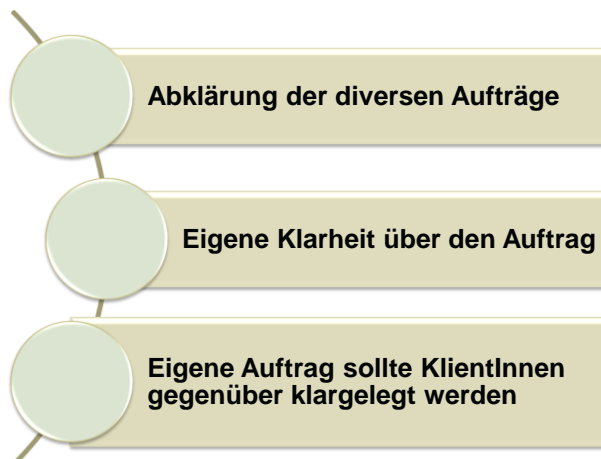 Abklärung der diversen Aufträge
Eigene Klarheit über den Auftrag
Eigene Auftrag sollte KlientInnen
gegenüber klargelegt werden